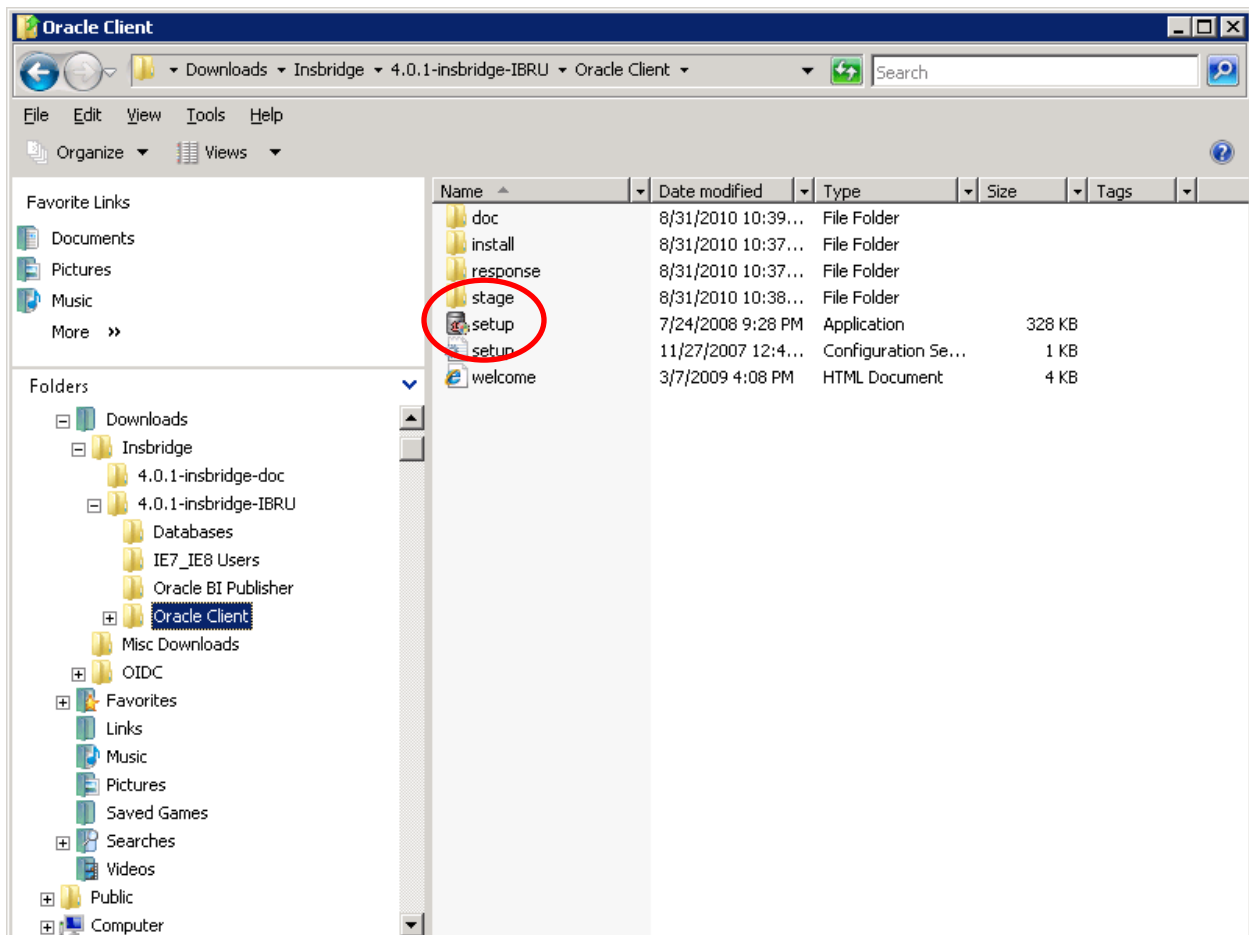 Oracle Client
Downloads Insbridge 4.0.1-insbridge-IBRU Oracle Client Search
File Edit View Tools Help
Organize Views
Favorite Links
Documents
Pictures
Music
More »
Folders
Downloads
Insbridge
4.0.1-insbridge-doc
4.0.1-insbridge-IBRU
Databases
IE7_IE8 Users
Oracle BI Publisher
Oracle Client
Misc Downloads
OIDC
Favorites
Links
Music
Pictures
Saved Games
Searches
Videos
Public
Computer
Name Date modified Type Size Tags
doc 8/31/2010 10:39... File Folder
install 8/31/2010 10:37... File Folder
response 8/31/2010 10:37... File Folder
stage 8/31/2010 10:38... File Folder
setup 7/24/2008 9:28 PM Application 328 KB
setup 11/27/2007 12:4... Configuration Se... 1 KB
welcome 3/7/2009 4:08 PM HTML Document 4 KB